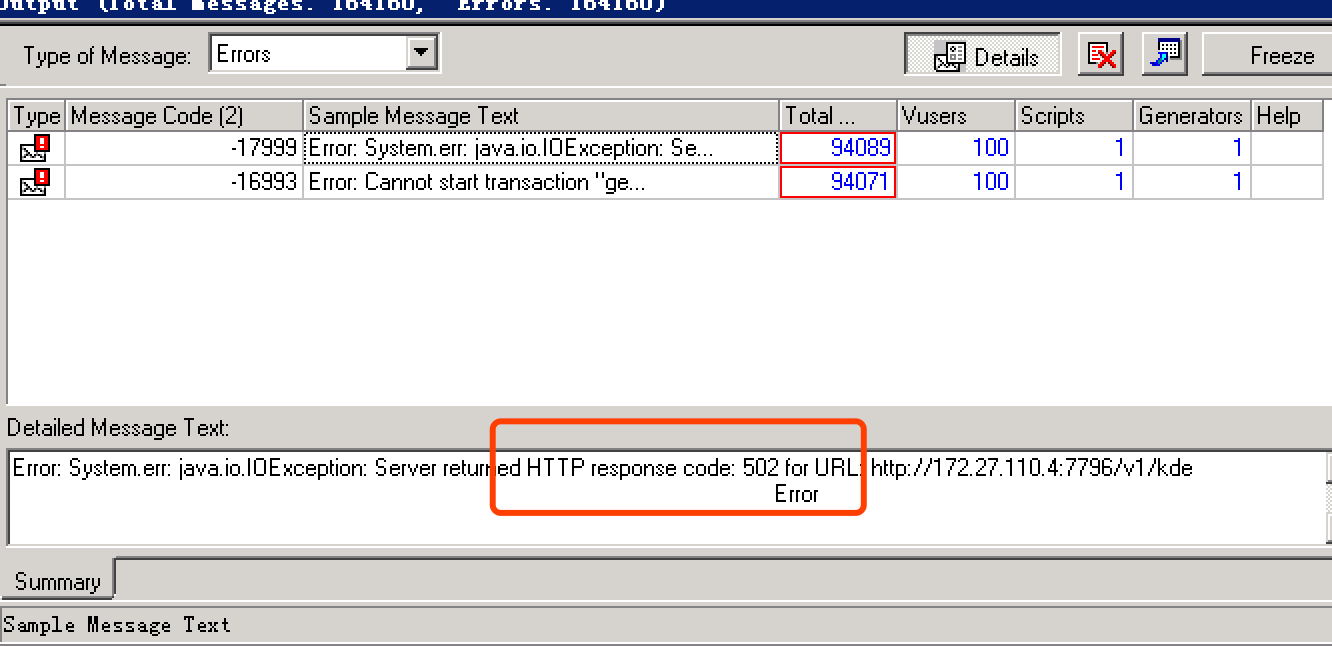 Output (Total Messages: 164160, Errors: 164160)
Type of Message: Errors Details Freeze
Type Message Code (2) Sample Message Text Total ... Vusers Scripts Generators Help
-17999 Error: System.err: java.io.IOException: Se... 94089 100 1 1
-16993 Error: Cannot start transaction "ge... 94071 100 1 1
Detailed Message Text:
Error: System.err: java.io.IOException: Server returned HTTP response code: 502 for URL: http://172.27.110.4:7796/v1/kde
Error
Summary
Sample Message Text